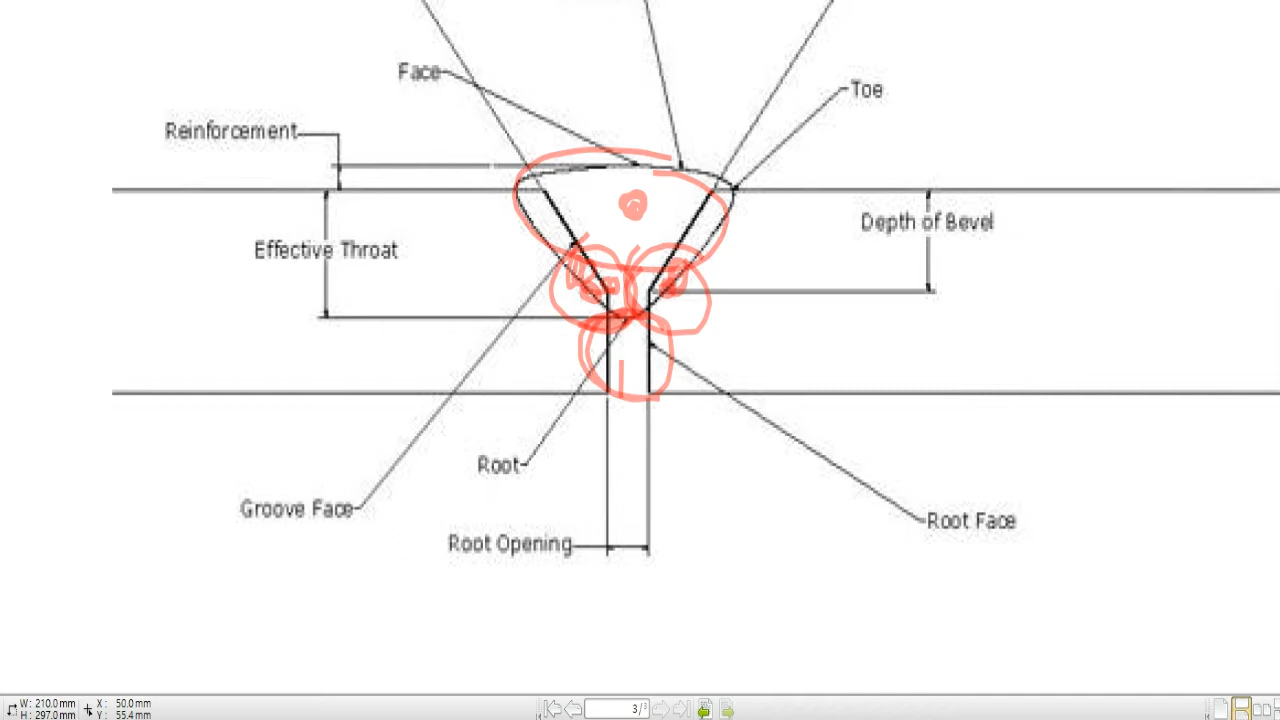 Face
Toe
Reinforcement
Depth of Bevel
Effective Throat
Root
Groove Face
Root Face
Root Opening
W: 210.0mm X: 50.0mm
H: 297.0mm Y: 55.4mm
3/3